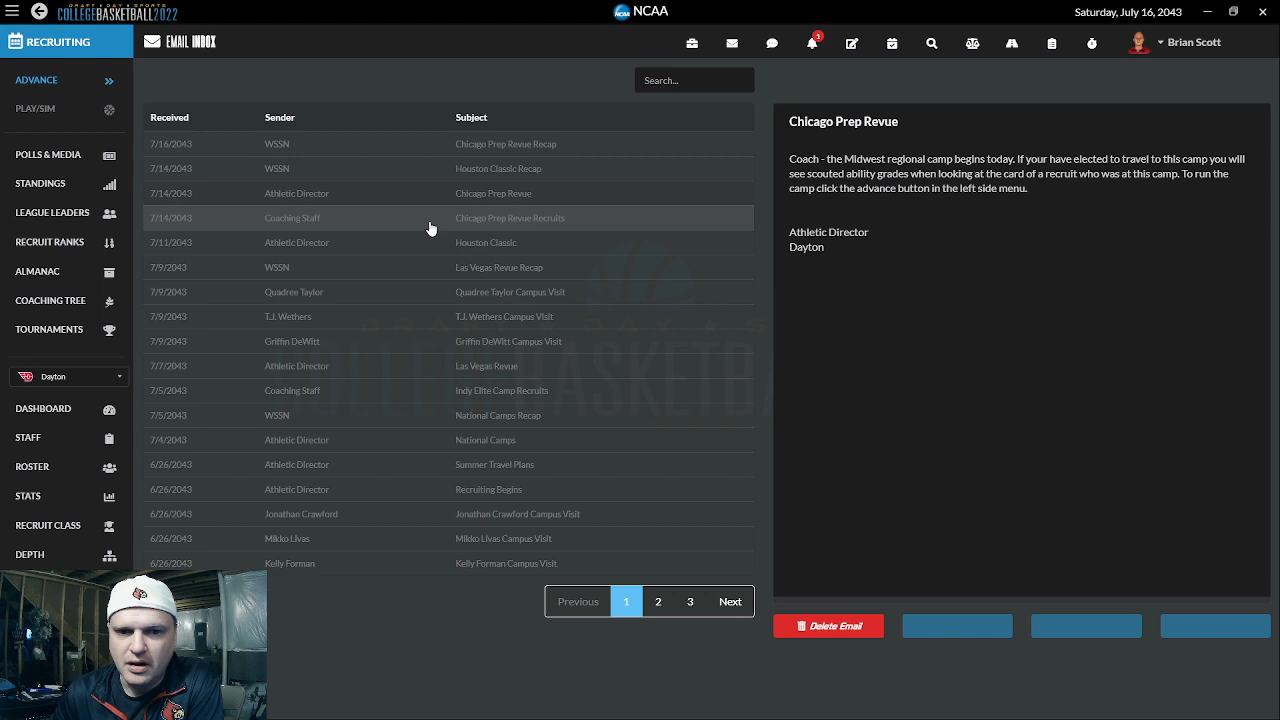 DRAFT DAY SPORTS
COLLEGE BASKETBALL 2022
NCAA
NCAA
Saturday, July 16, 2043
RECRUITING
EMAIL INBOX
1
Brian Scott
ADVANCE
PLAY/SIM
POLLS & MEDIA
STANDINGS
LEAGUE LEADERS
RECRUIT RANKS
ALMANAC
COACHING TREE
TOURNAMENTS
Dayton
DASHBOARD
STAFF
ROSTER
STATS
RECRUIT CLASS
DEPTH
Search...
Received Sender Subject
7/16/2043 WSSN Chicago Prep Revue Recap
7/14/2043 WSSN Houston Classic Recap
7/14/2043 Athletic Director Chicago Prep Revue
7/14/2043 Coaching Staff Chicago Prep Revue Recruits
7/11/2043 Athletic Director Houston Classic
7/9/2043 WSSN Las Vegas Revue Recap
7/9/2043 Quadree Taylor Quadree Taylor Campus Visit
7/9/2043 T.J. Wethers T.J. Wethers Campus Visit
7/9/2043 Griffin DeWitt Griffin DeWitt Campus Visit
7/7/2043 Athletic Director Las Vegas Revue
7/5/2043 Coaching Staff Indy Elite Camp Recruits
7/5/2043 WSSN National Camps Recap
7/4/2043 Athletic Director National Camps
6/26/2043 Athletic Director Summer Travel Plans
6/26/2043 Athletic Director Recruiting Begins
6/26/2043 Jonathan Crawford Jonathan Crawford Campus Visit
6/26/2043 Mikko Livas Mikko Livas Campus Visit
6/26/2043 Kelly Forman Kelly Forman Campus Visit
Previous 1 2 3 Next
Chicago Prep Revue
Coach - the Midwest regional camp begins today. If your have elected to travel to this camp you will
see scouted ability grades when looking at the card of a recruit who was at this camp. To run the
camp click the advance button in the left side menu.
Athletic Director
Dayton
Delete Email